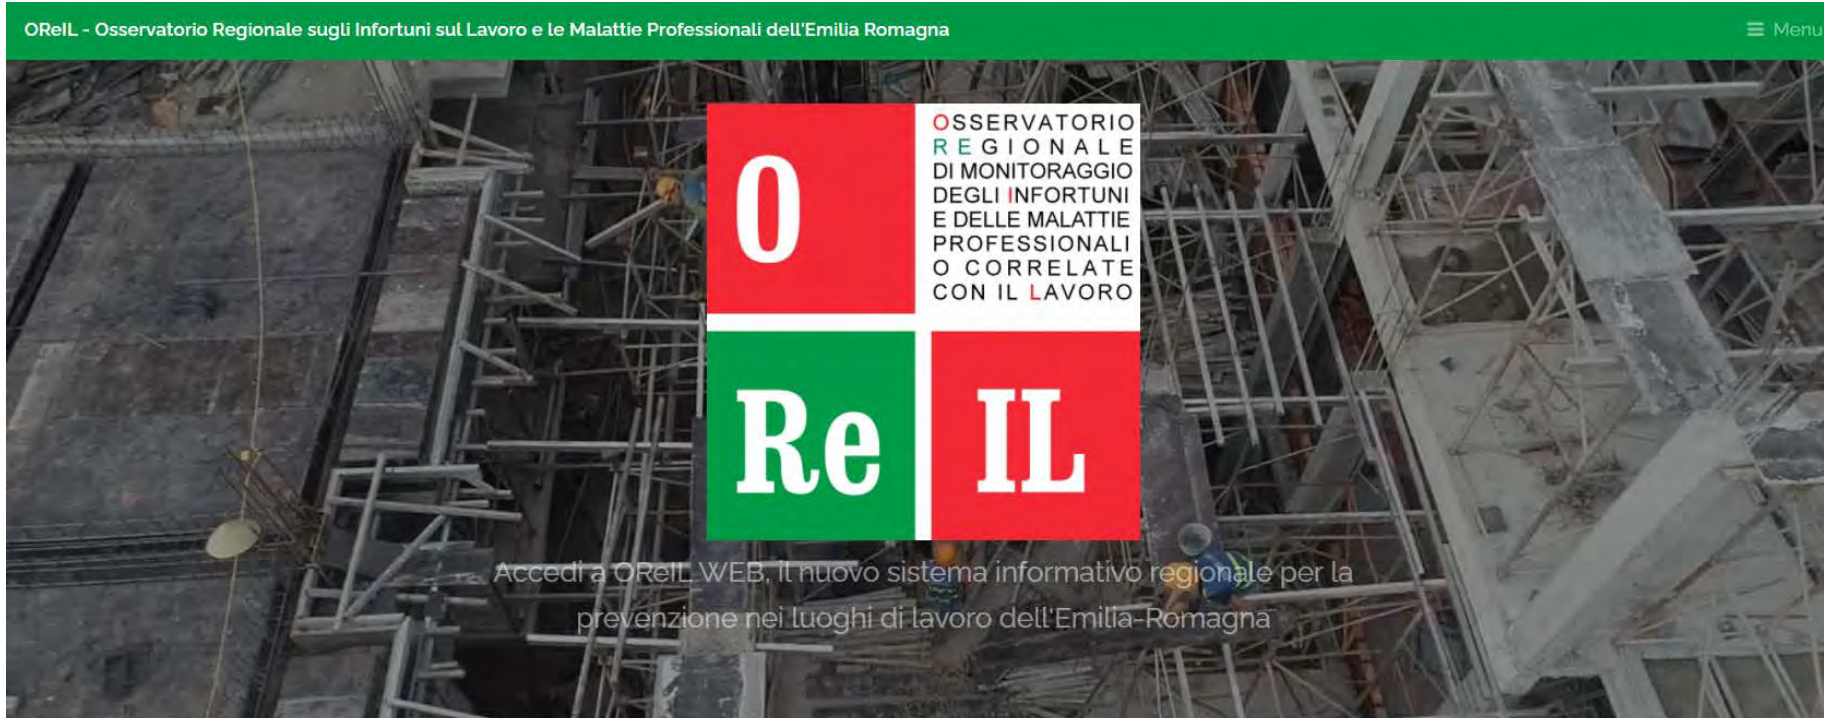 OReIL - Osservatorio Regionale sugli Infortuni sul Lavoro e le Malattie Professionali dell'Emilia Romagna
Menu
O
OSSERVATORIO
REGIONALE
DI MONITORAGGIO
DEGLI INFORTUNI
E DELLE MALATTIE
PROFESSIONALI
O CORRELATE
CON IL LAVORO
Re
IL
Accedi a OReIL WEB, il nuovo sistema informativo regionale per la
prevenzione nei luoghi di lavoro dell'Emilia-Romagna